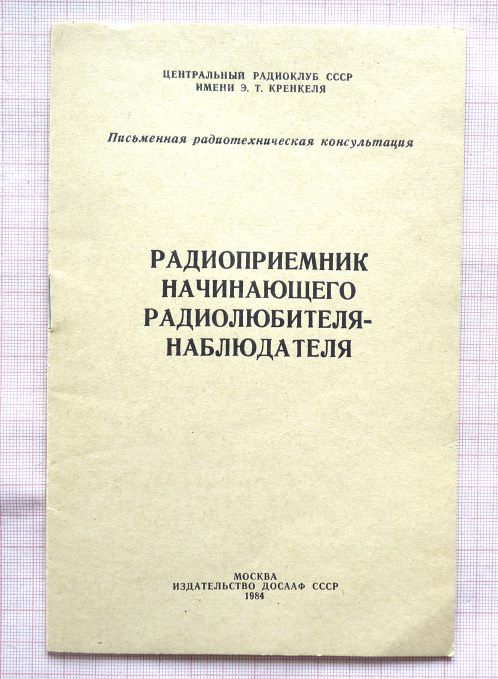 ЦЕНТРАЛЬНЫЙ РАДИОКЛУБ СССР
ИМЕНИ Э. Т. КРЕНКЕЛЯ
Письменная радиотехническая консультация
РАДИОПРИЕМНИК
НАЧИНАЮЩЕГО
РАДИОЛЮБИТЕЛЯ-
НАБЛЮДАТЕЛЯ
МОСКВА
ИЗДАТЕЛЬСТВО ДОСААФ СССР
1984